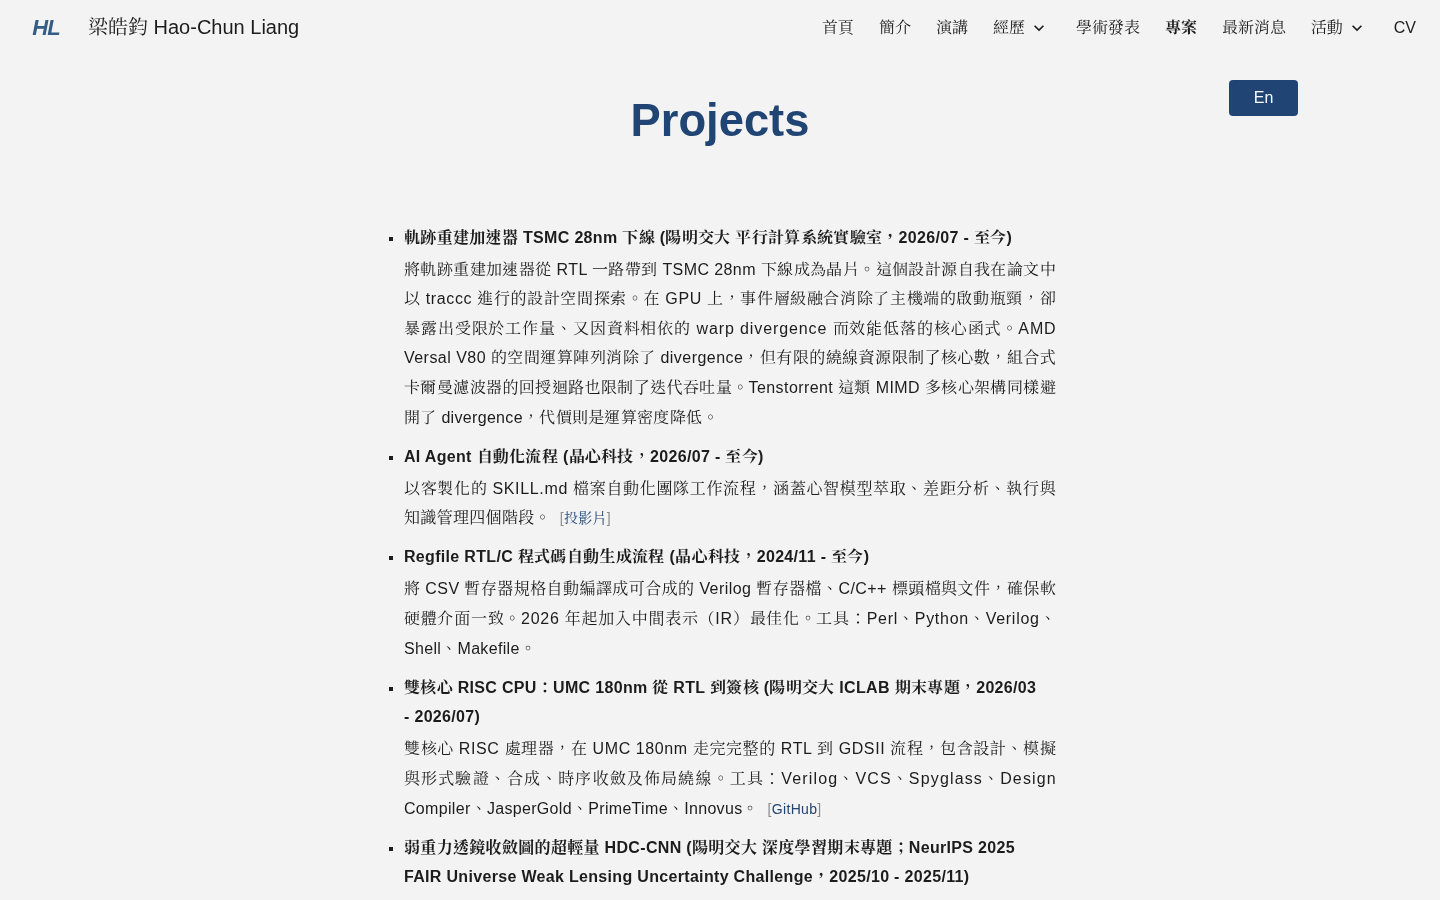 HL 梁皓鈞 Hao-Chun Liang 首頁 簡介 演講 經歷 學術發表 專案 最新消息 活動 CV
En
Projects
軌跡重建加速器 TSMC 28nm 下線 (陽明交大 平行計算系統實驗室，2026/07 - 至今)
將軌跡重建加速器從 RTL 一路帶到 TSMC 28nm 下線成為晶片。這個設計源自我在論文中
以 traccc 進行的設計空間探索。在 GPU 上，事件層級融合消除了主機端的啟動瓶頸，卻
暴露出受限於工作量、又因資料相依的 warp divergence 而效能低落的核心函式。AMD
Versal V80 的空間運算陣列消除了 divergence，但有限的繞線資源限制了核心數，組合式
卡爾曼濾波器的回授迴路也限制了迭代吞吐量。Tenstorrent 這類 MIMD 多核心架構同樣避
開了 divergence，代價則是運算密度降低。
AI Agent 自動化流程 (晶心科技，2026/07 - 至今)
以客製化的 SKILL.md 檔案自動化團隊工作流程，涵蓋心智模型萃取、差距分析、執行與
知識管理四個階段。 [投影片]
Regfile RTL/C 程式碼自動生成流程 (晶心科技，2024/11 - 至今)
將 CSV 暫存器規格自動編譯成可合成的 Verilog 暫存器檔、C/C++ 標頭檔與文件，確保軟
硬體介面一致。2026 年起加入中間表示（IR）最佳化。工具：Perl、Python、Verilog、
Shell、Makefile。
雙核心 RISC CPU：UMC 180nm 從 RTL 到簽核 (陽明交大 ICLAB 期末專題，2026/03
- 2026/07)
雙核心 RISC 處理器，在 UMC 180nm 走完完整的 RTL 到 GDSII 流程，包含設計、模擬
與形式驗證、合成、時序收斂及佈局繞線。工具：Verilog、VCS、Spyglass、Design
Compiler、JasperGold、PrimeTime、Innovus。 [GitHub]
弱重力透鏡收斂圖的超輕量 HDC-CNN (陽明交大 深度學習期末專題；NeurIPS 2025
FAIR Universe Weak Lensing Uncertainty Challenge，2025/10 - 2025/11)